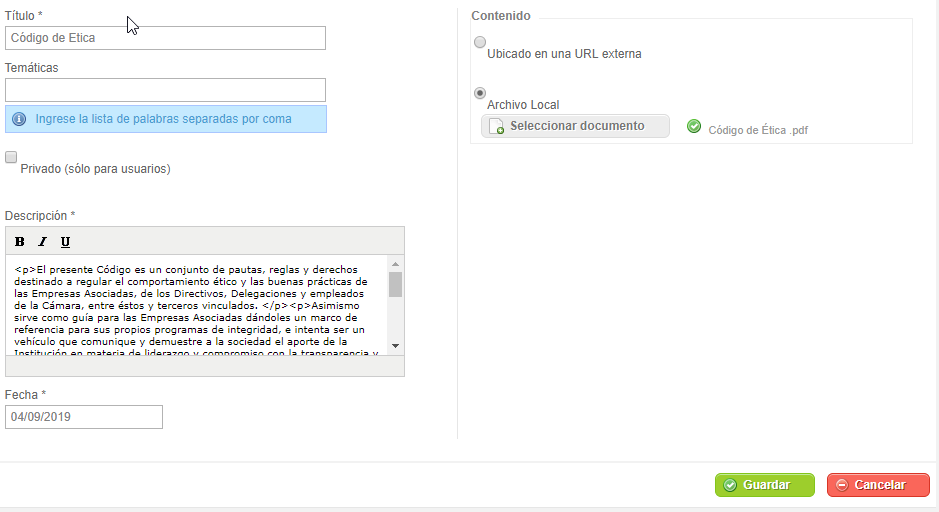 Título *
Código de Etica
Temáticas
Ingrese la lista de palabras separadas por coma
Privado (sólo para usuarios)
Descripción *
B I U
<p>El presente Código es un conjunto de pautas, reglas y derechos
destinado a regular el comportamiento ético y las buenas prácticas de
las Empresas Asociadas, de los Directivos, Delegaciones y empleados
de la Cámara, entre éstos y terceros vinculados. </p><p>Asimismo
sirve como guía para las Empresas Asociadas dándoles un marco de
referencia para sus propios programas de integridad, e intenta ser un
vehículo que comunique y demuestre a la sociedad el aporte de la
Institución en materia de liderazgo y compromiso con la transparencia y
Fecha *
04/09/2019
Contenido
Ubicado en una URL externa
Archivo Local
Seleccionar documento
Código de Ética .pdf
Guardar
Cancelar